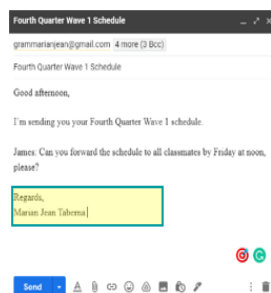 Fourth Quarter Wave 1 Schedule
grammarianjean@gmail.com 4 more (3 Bcc)
Fourth Quarter Wave 1 Schedule
Good afternoon,
I'm sending you your Fourth Quarter Wave 1 schedule.
James: Can you forward the schedule to all classmates by Friday at noon,
please?
Regards,
Marian Jean Taberna
Send